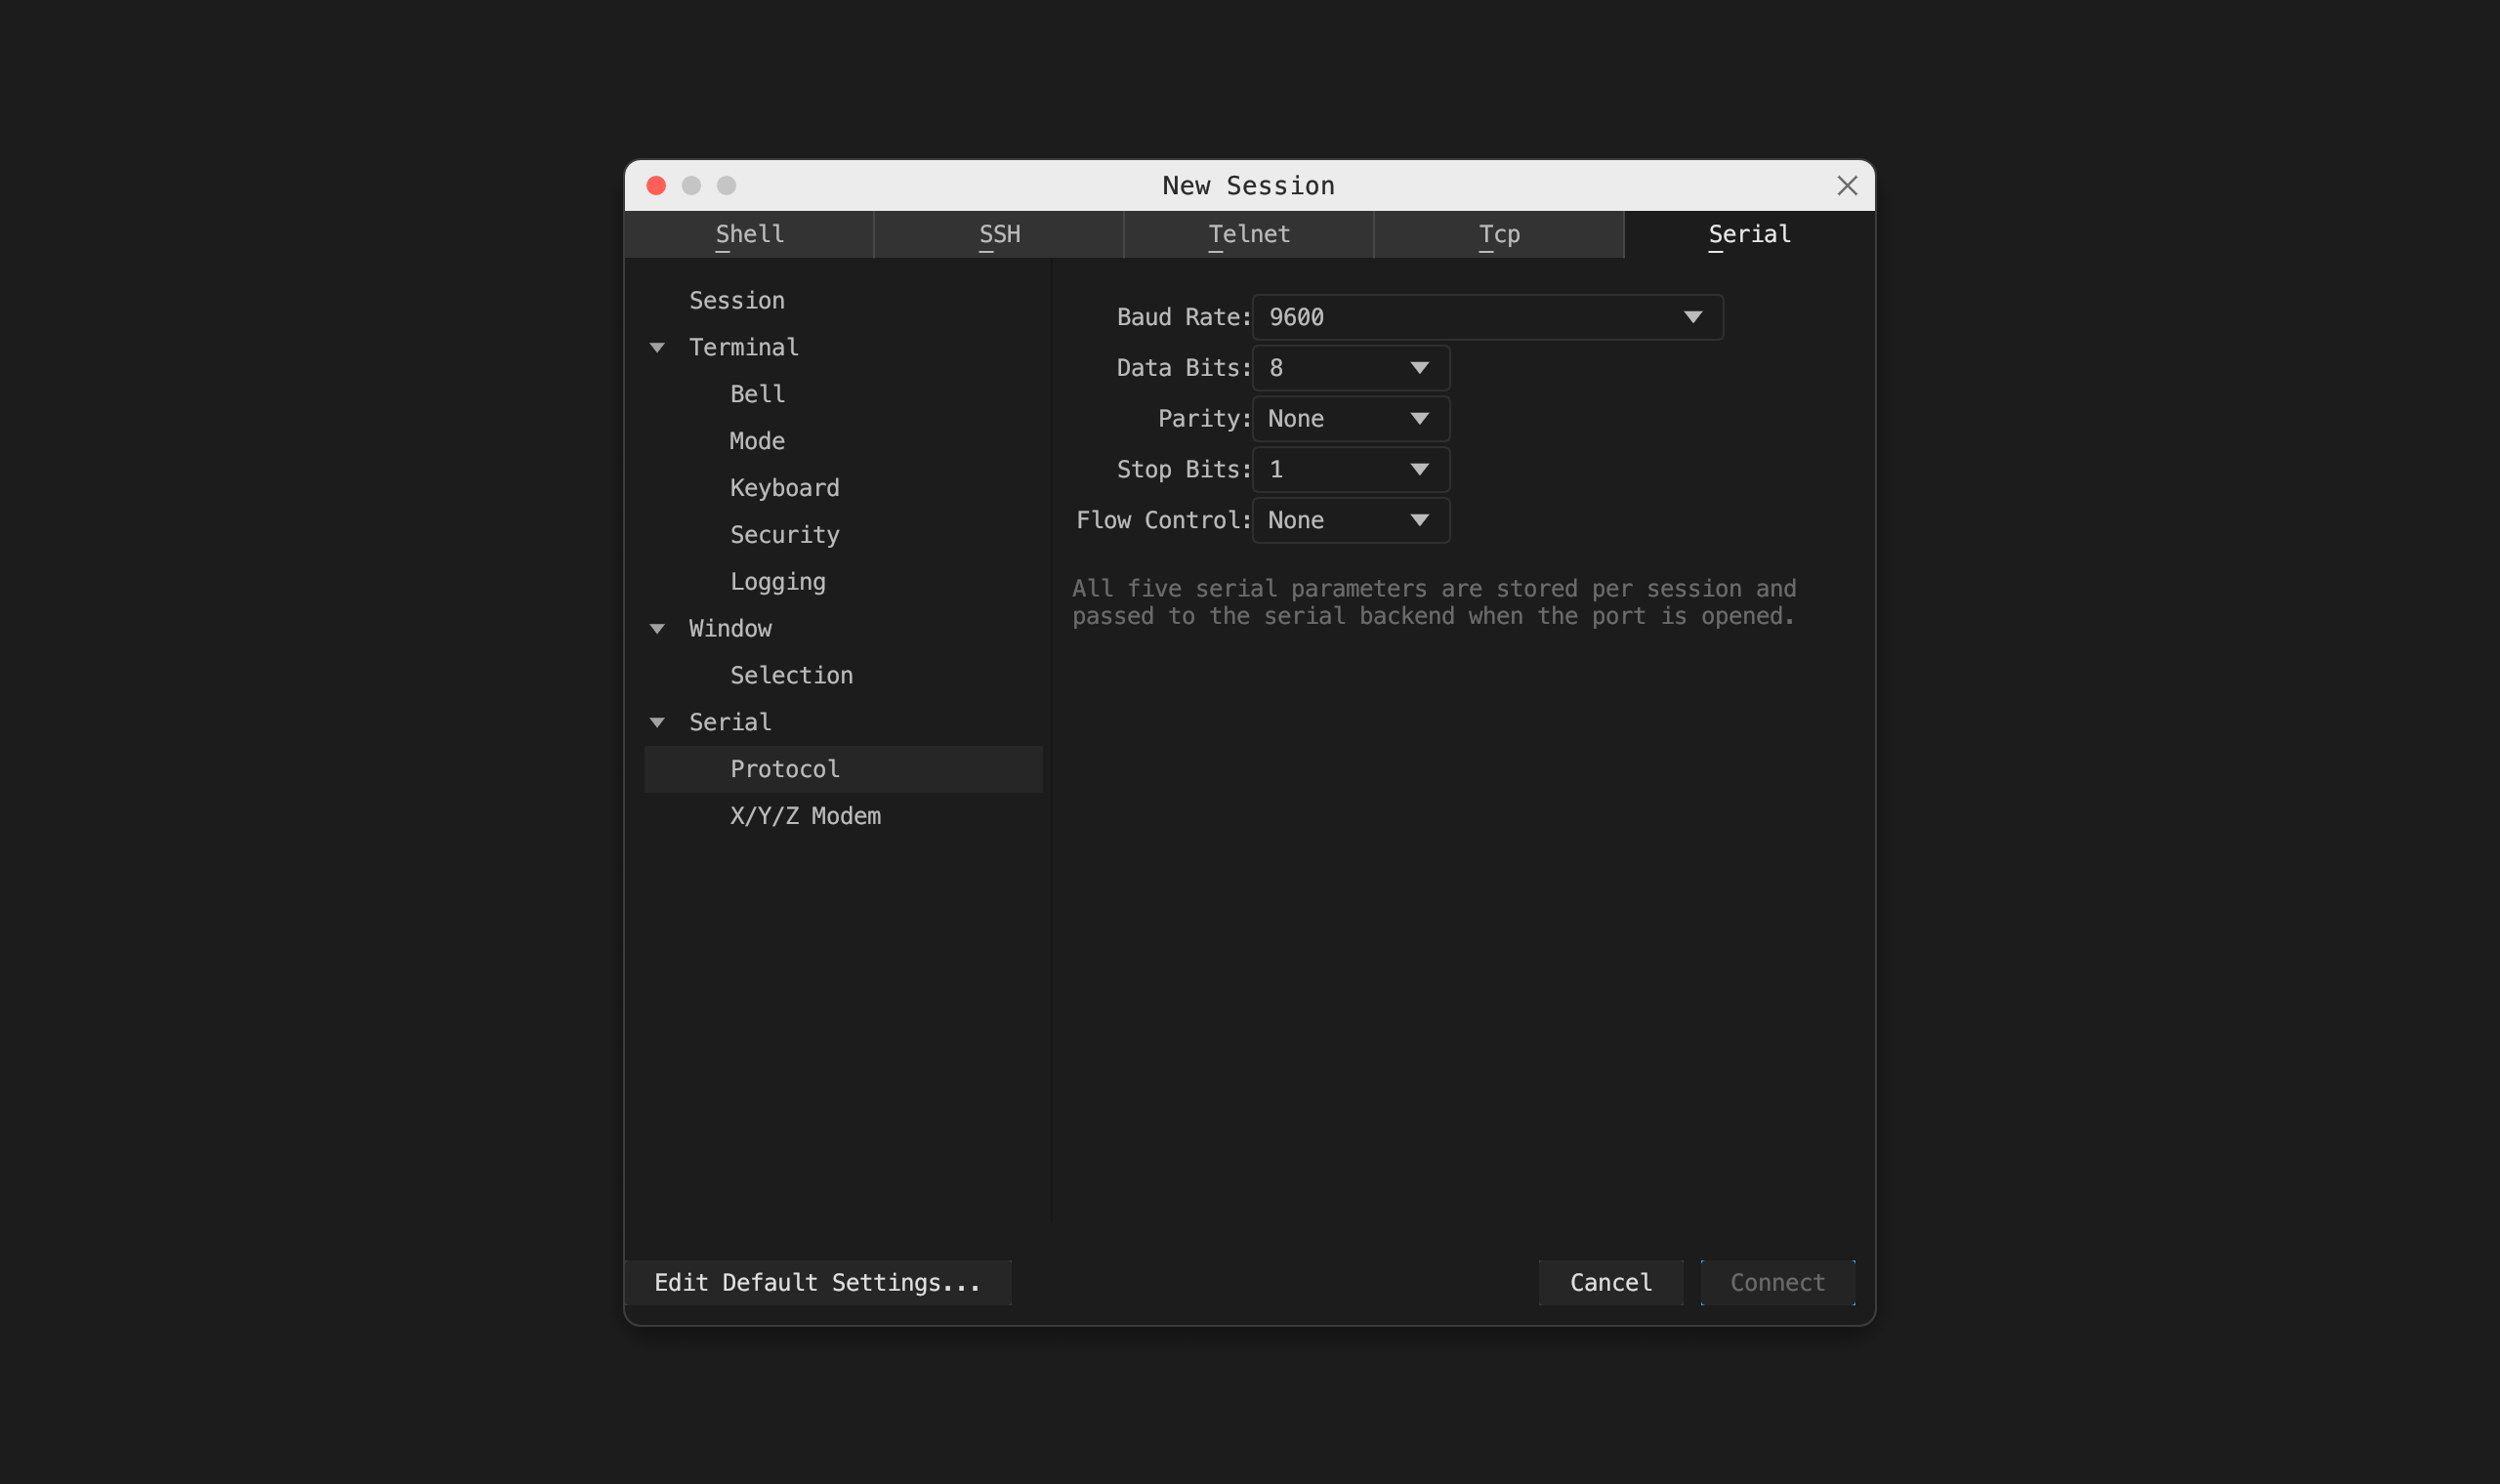 New Session
Shell
SSH
Telnet
Tcp
Serial
Session
Terminal
Bell
Mode
Keyboard
Security
Logging
Window
Selection
Serial
Protocol
X/Y/Z Modem
Baud Rate: 9600
Data Bits: 8
Parity: None
Stop Bits: 1
Flow Control: None
All five serial parameters are stored per session and
passed to the serial backend when the port is opened.
Edit Default Settings...
Cancel
Connect